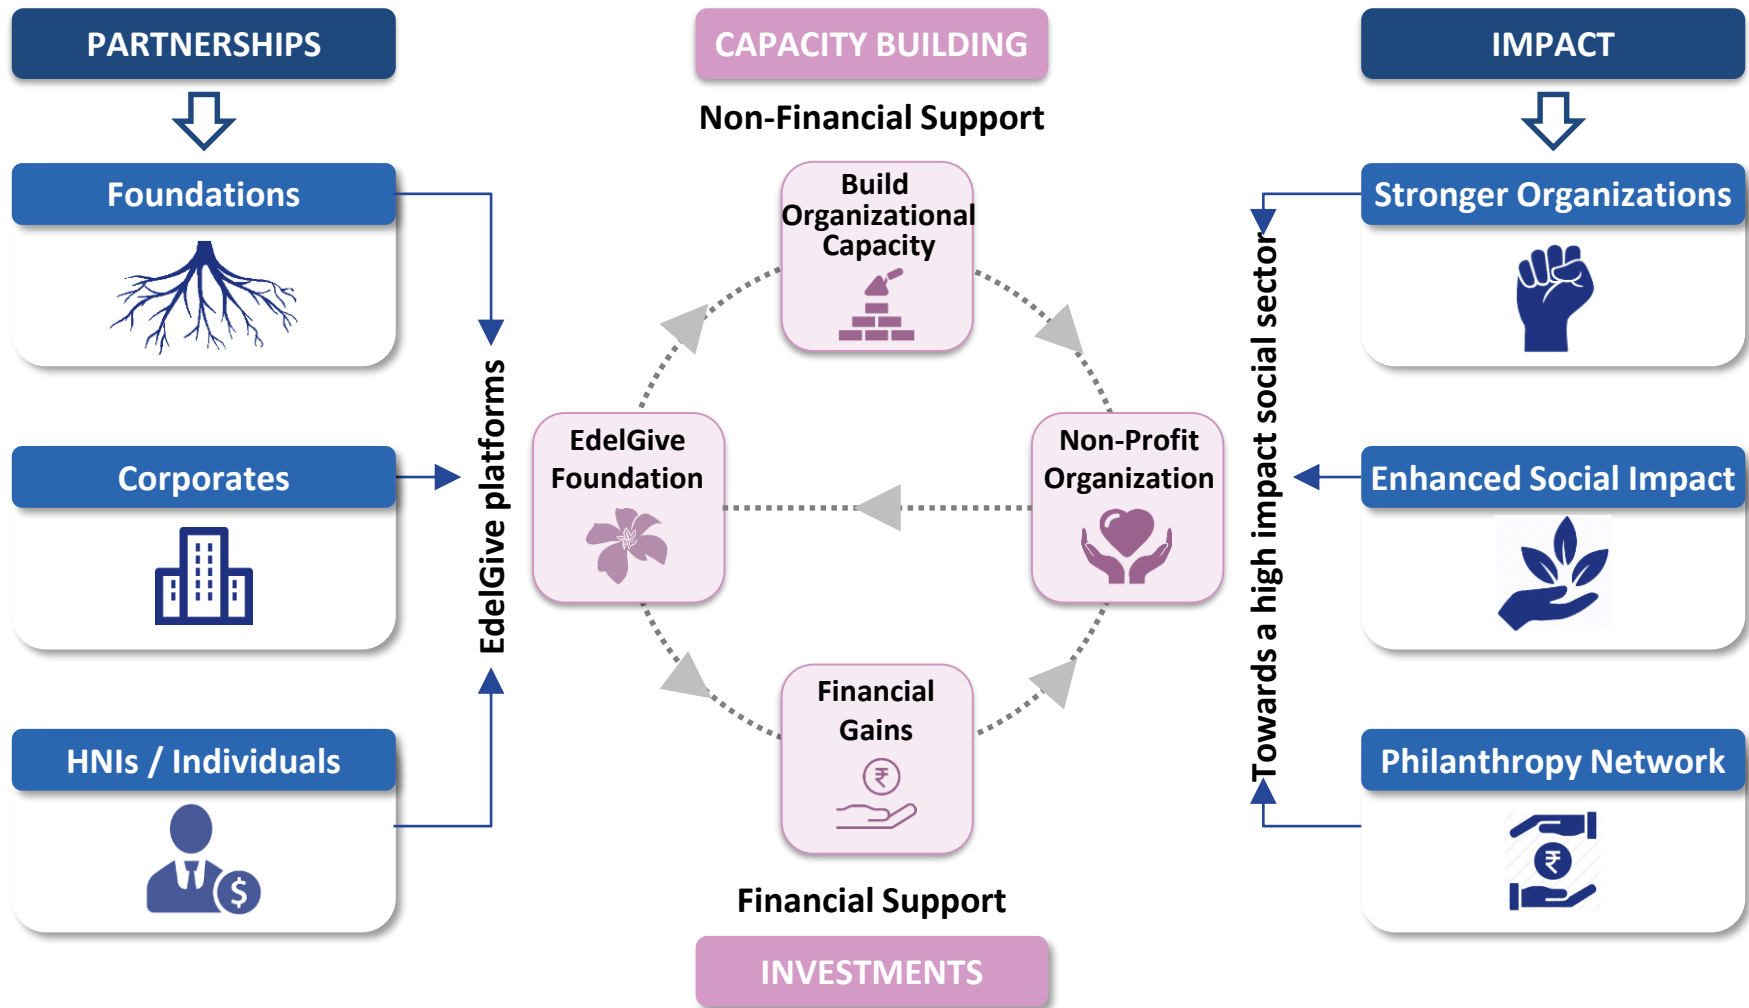 PARTNERSHIPS
Foundations
Corporates
HNIs / Individuals
$
EdelGive platforms
CAPACITY BUILDING
Non-Financial Support
Build
Organizational
Capacity
EdelGive
Foundation
Non-Profit
Organization
Financial
Gains
₹
Financial Support
INVESTMENTS
Towards a high impact social sector
IMPACT
Stronger Organizations
Enhanced Social Impact
Philanthropy Network
₹